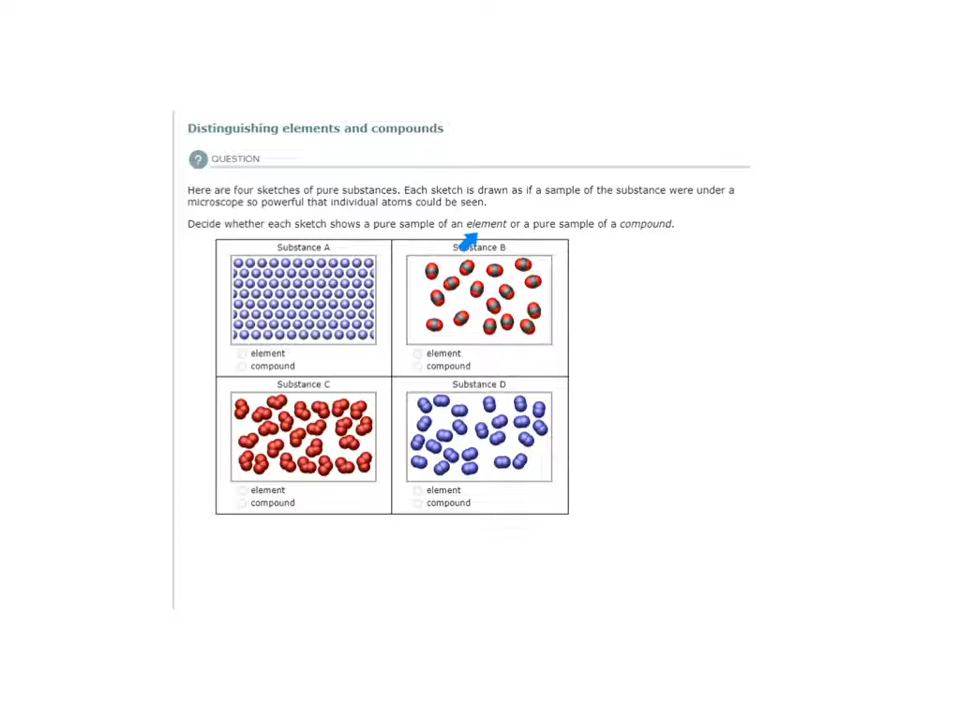 Distinguishing elements and compounds
? QUESTION
Here are four sketches of pure substances. Each sketch is drawn as if a sample of the substance were under a
microscope so powerful that individual atoms could be seen.
Decide whether each sketch shows a pure sample of an element or a pure sample of a compound.
Substance A
element
compound
Substance B
element
compound
Substance C
element
compound
Substance D
element
compound